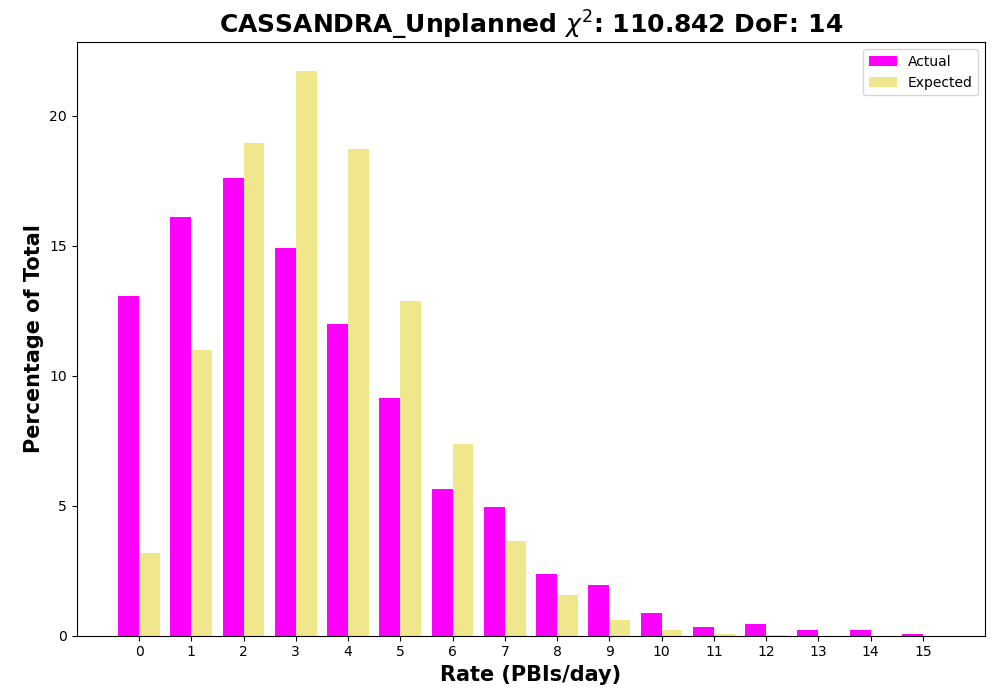 CASSANDRA_Unplanned χ²: 110.842 DoF: 14
Actual
Expected
Percentage of Total
20
15
10
5
0
0 1 2 3 4 5 6 7 8 9 10 11 12 13 14 15
Rate (PBIs/day)